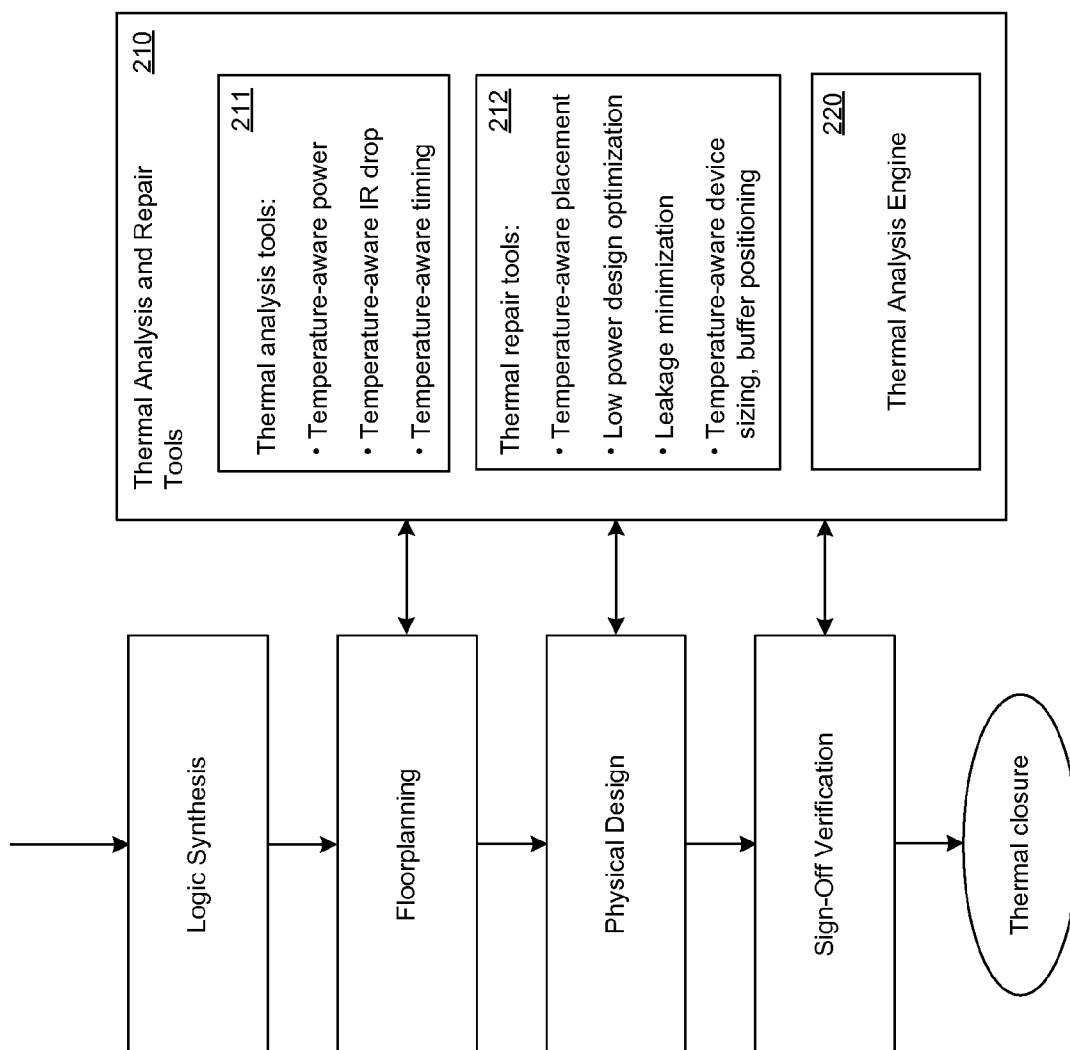 Logic Synthesis
Floorplanning
Physical Design
Sign-Off Verification
Thermal closure
Thermal Analysis and Repair
Tools
210
211
Thermal analysis tools:
• Temperature-aware power
• Temperature-aware IR drop
• Temperature-aware timing
212
Thermal repair tools:
• Temperature-aware placement
• Low power design optimization
• Leakage minimization
• Temperature-aware device
sizing, buffer positioning
220
Thermal Analysis Engine